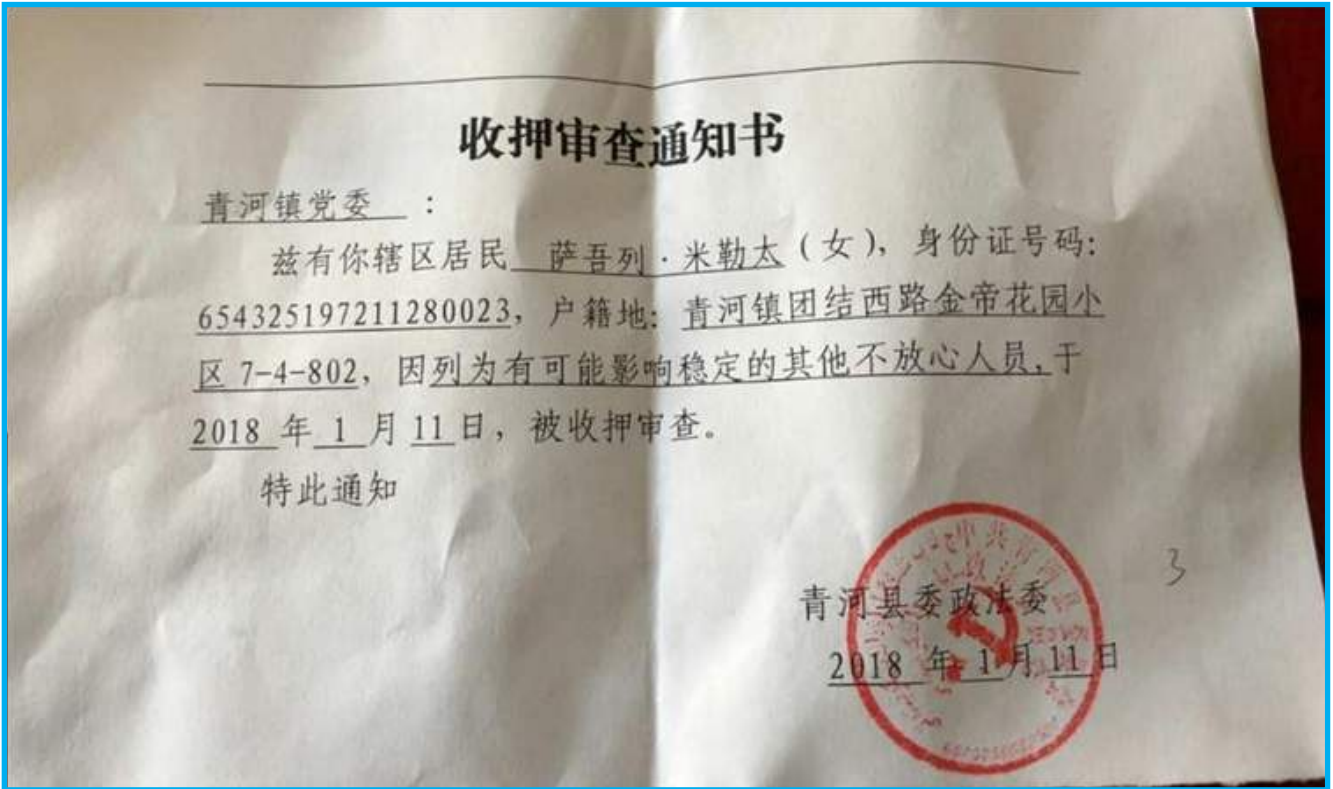 收押审查通知书
青河镇党委 ：
兹有你辖区居民 萨吾列·米勒太（女），身份证号码：
654325197211280023，户籍地：青河镇团结西路金帝花园小
区 7-4-802，因列为有可能影响稳定的其他不放心人员,于
2018 年 1 月 11 日，被收押审查。
特此通知
中共青河县
3
青河县委政法委
2018 年 1 月 11 日